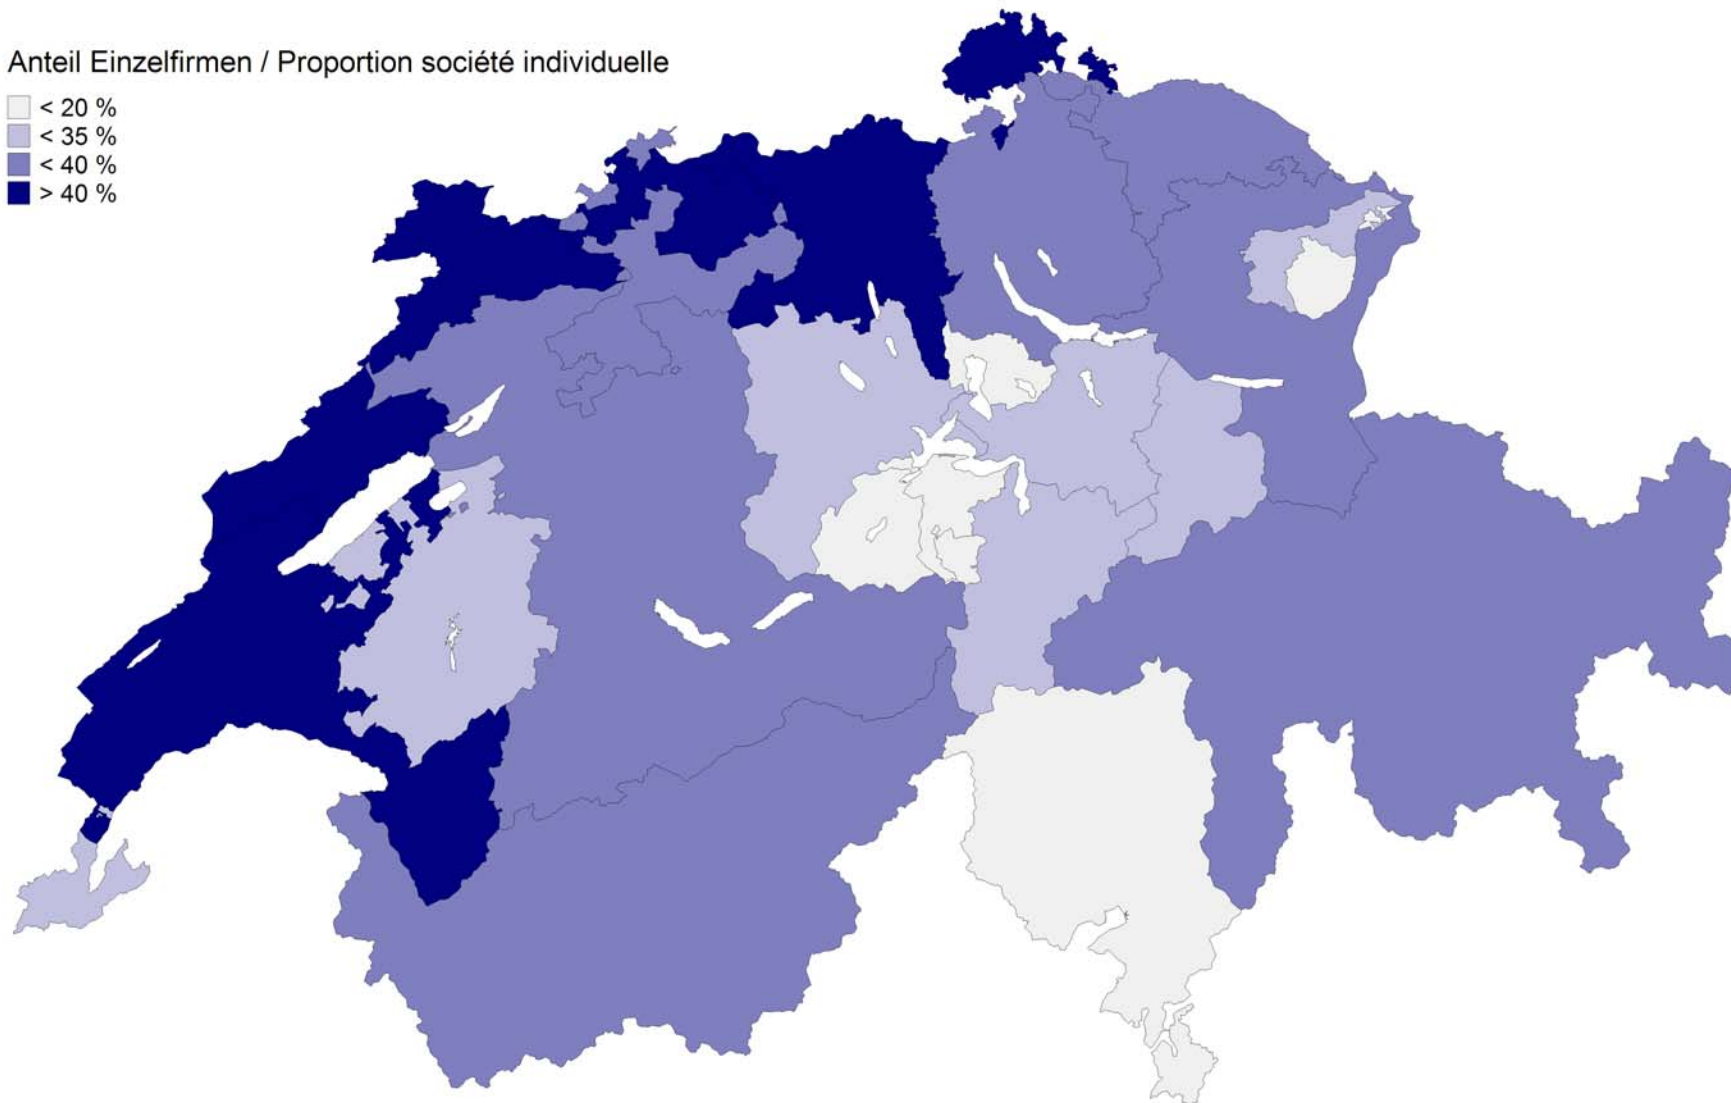 Anteil Einzelfirmen / Proportion société individuelle
< 20 %
< 35 %
< 40 %
> 40 %